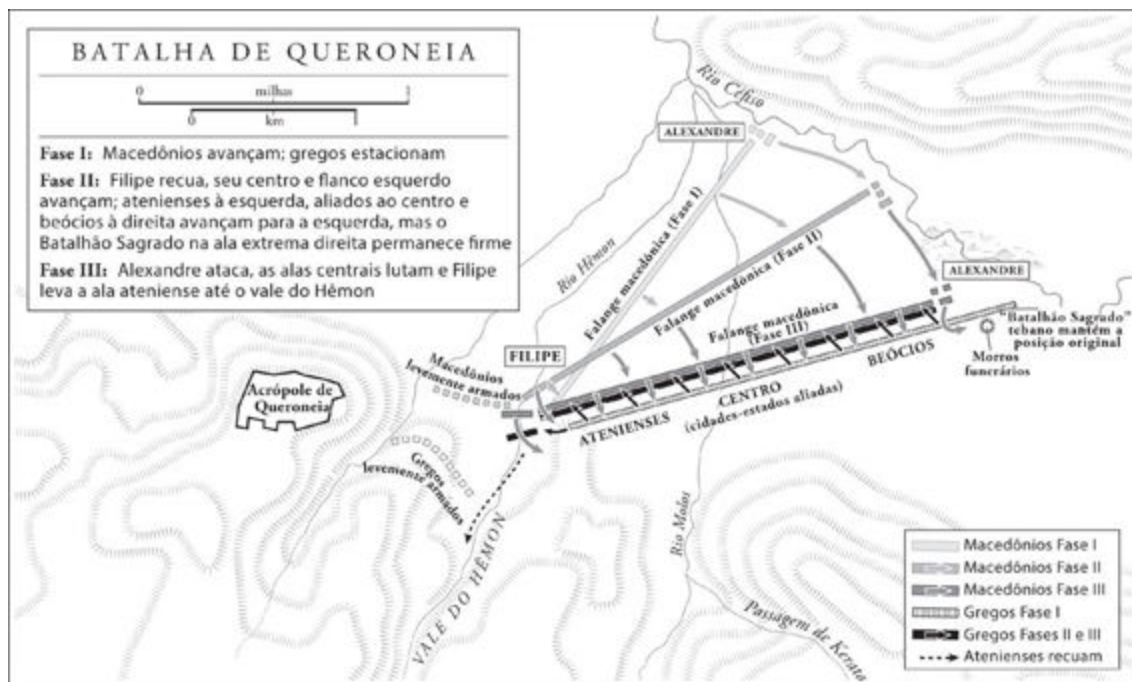 BATALHA DE QUERONEIA
0 milhas 1
0 km 1
Fase I: Macedônios avançam; gregos estacionam
Fase II: Filipe recua, seu centro e flanco esquerdo
avançam; atenienses à esquerda, aliados ao centro e
beócios à direita avançam para a esquerda, mas o
Batalhão Sagrado na ala extrema direita permanece firme
Fase III: Alexandre ataca, as alas centrais lutam e Filipe
leva a ala ateniense até o vale do Hêmon
Rio Céfiso
ALEXANDRE
Rio Hêmon
Falange macedônica (Fase I)
Falange macedônica (Fase II)
Falange macedônica
(Fase III)
ALEXANDRE
"Batalhão Sagrado"
tebano mantém a
posição original
Morros
funerários
FILIPE
Macedônios
levemente armados
Acrópole de
Queroneia
Gregos
levemente armados
ATENIENSES
CENTRO
(cidades-estados aliadas)
BEÓCIOS
VALE DO HÊMON
Rio Molos
Passagem de Kerata
Macedônios Fase I
Macedônios Fase II
Macedônios Fase III
Gregos Fase I
Gregos Fases II e III
Atenienses recuam